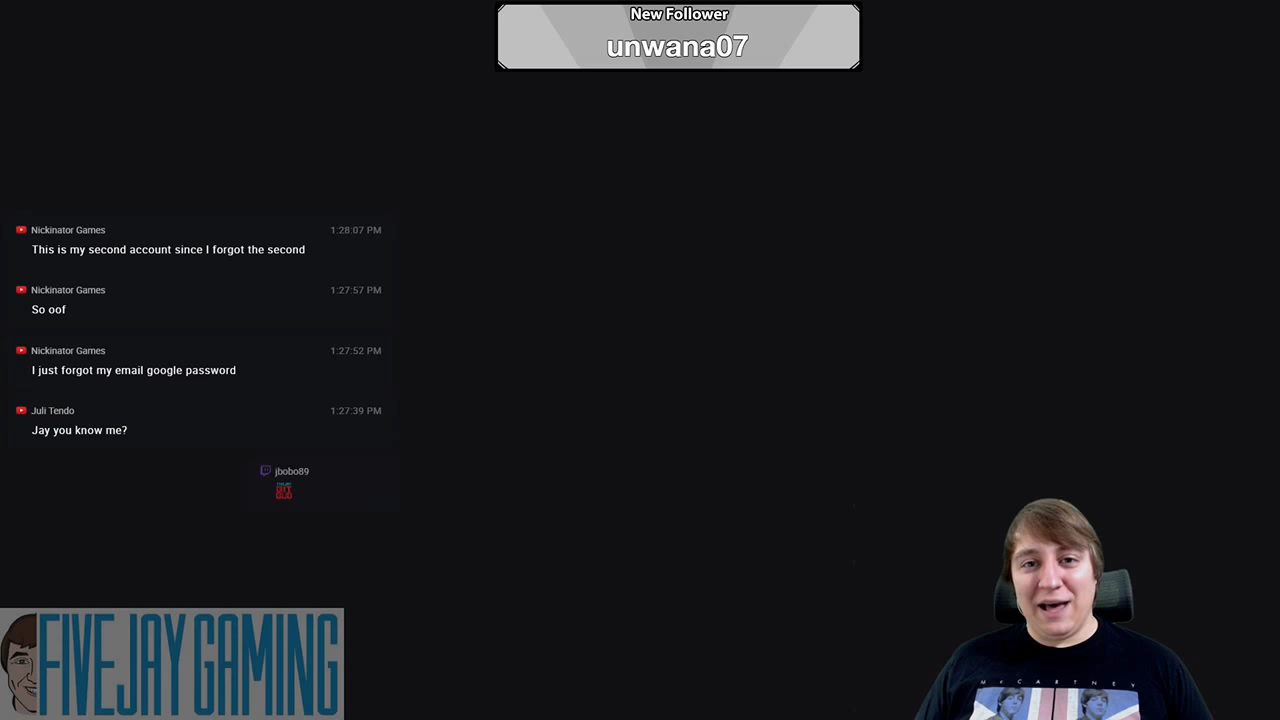 New Follower
unwana07
Nickinator Games 1:28:07 PM
This is my second account since I forgot the second
Nickinator Games 1:27:57 PM
So oof
Nickinator Games 1:27:52 PM
I just forgot my email google password
Juli Tendo 1:27:39 PM
Jay you know me?
jbobo89
FIVEJAYGAMING
McCARTNEY